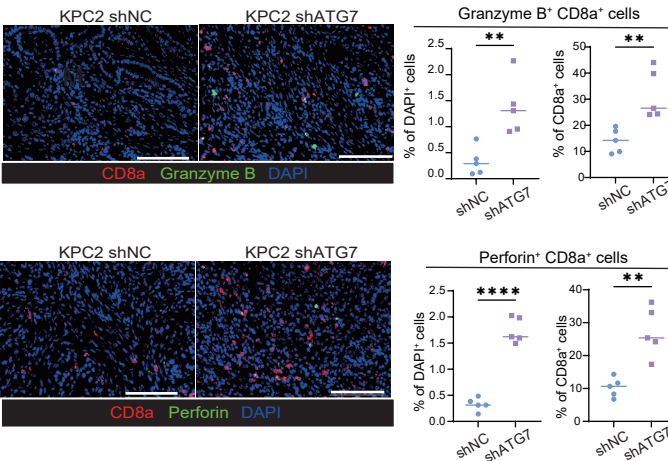 KPC2 shNC KPC2 shATG7
CD8a Granzyme B DAPI
Granzyme B⁺ CD8a⁺ cells
% of DAPI⁺ cells
2.5
2.0
1.5
1.0
0.5
0.0
**
shNC shATG7
% of CD8a⁺ cells
50
40
30
20
10
0
**
shNC shATG7
KPC2 shNC KPC2 shATG7
CD8a Perforin DAPI
Perforin⁺ CD8a⁺ cells
% of DAPI⁺ cells
2.5
2.0
1.5
1.0
0.5
0.0
****
shNC shATG7
% of CD8a⁺ cells
40
30
20
10
0
**
shNC shATG7